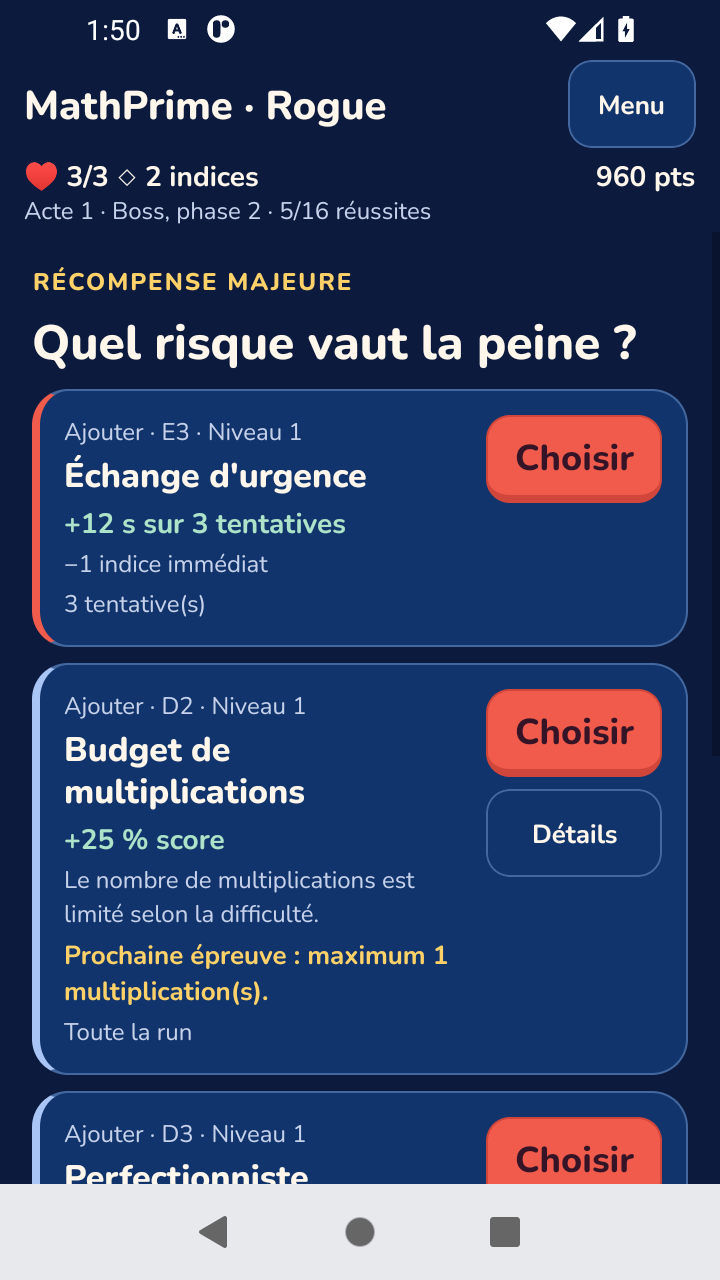 1:50
MathPrime · Rogue
Menu
3/3 ◇ 2 indices
960 pts
Acte 1 · Boss, phase 2 · 5/16 réussites
RÉCOMPENSE MAJEURE
Quel risque vaut la peine ?
Ajouter · E3 · Niveau 1
Choisir
Échange d'urgence
+12 s sur 3 tentatives
−1 indice immédiat
3 tentative(s)
Ajouter · D2 · Niveau 1
Choisir
Budget de
multiplications
Détails
+25 % score
Le nombre de multiplications est
limité selon la difficulté.
Prochaine épreuve : maximum 1
multiplication(s).
Toute la run
Ajouter · D3 · Niveau 1
Choisir
Perfectionniste